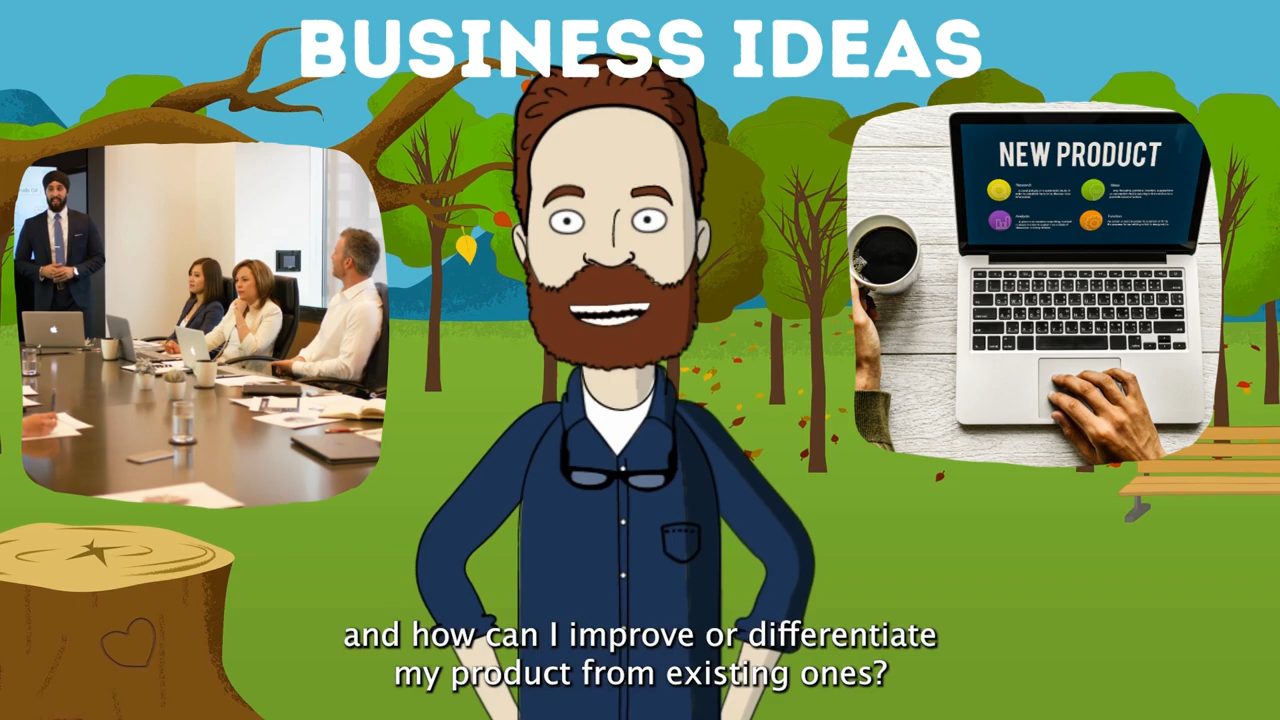 BUSINESS IDEAS
NEW PRODUCT
and how can I improve or differentiate
my product from existing ones?